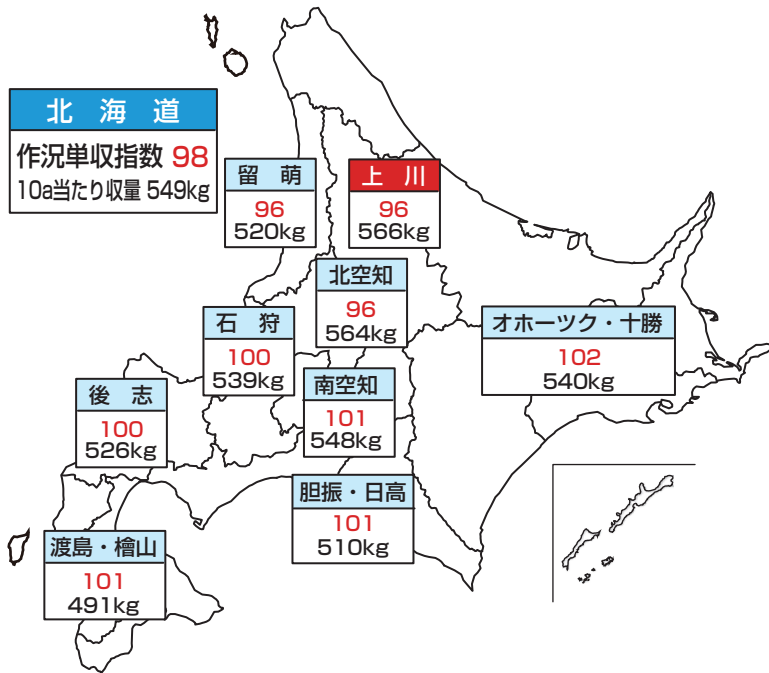 北海道
作況単収指数 98
10a当たり収量 549kg
留萌
96
520kg
上川
96
566kg
北空知
96
564kg
石狩
100
539kg
オホーツク・十勝
102
540kg
後志
100
526kg
南空知
101
548kg
胆振・日高
101
510kg
渡島・檜山
101
491kg